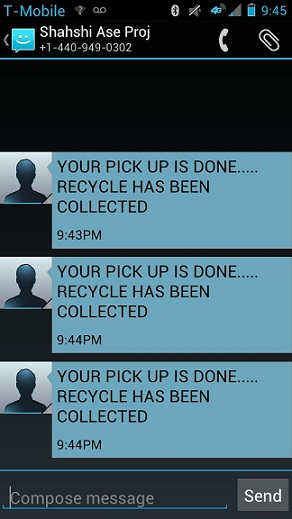 T-Mobile 4G 9:45
Shahshi Ase Proj
+1-440-949-0302
YOUR PICK UP IS DONE.....
RECYCLE HAS BEEN
COLLECTED
9:43PM
YOUR PICK UP IS DONE.....
RECYCLE HAS BEEN
COLLECTED
9:44PM
YOUR PICK UP IS DONE.....
RECYCLE HAS BEEN
COLLECTED
9:44PM
Compose message
Send